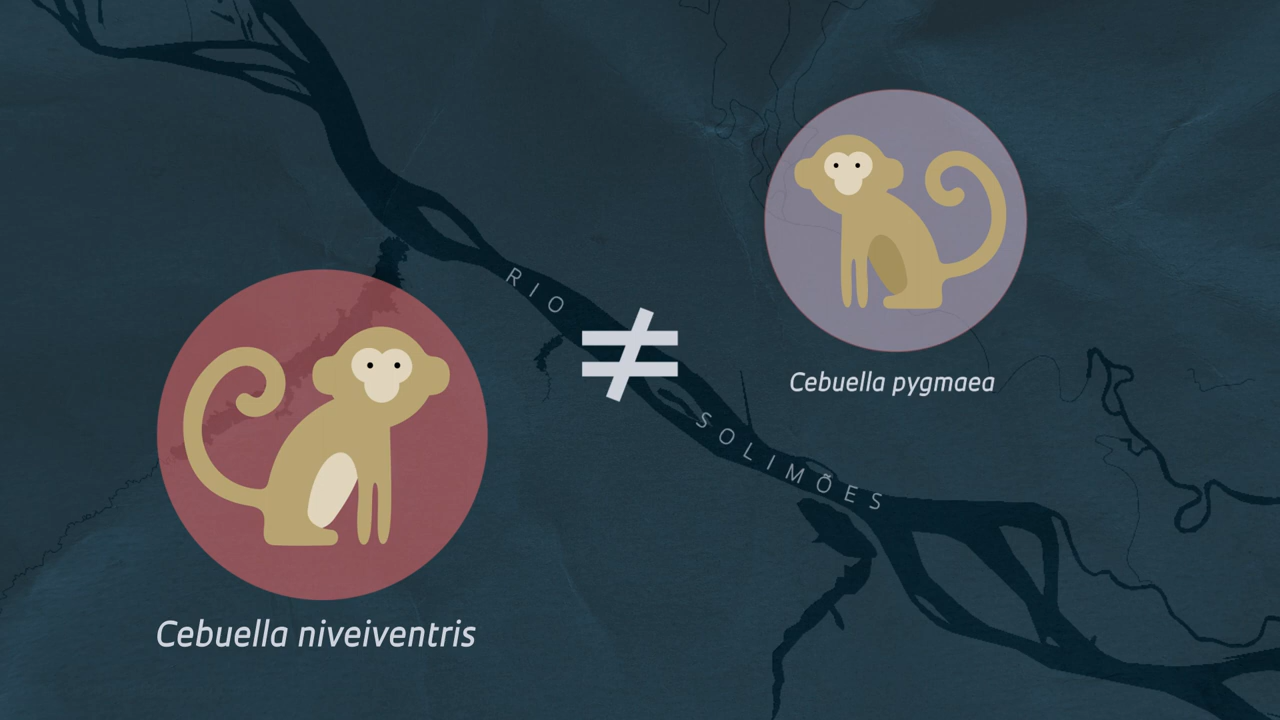 RIO
SOLIMÕES
≠
Cebuella pygmaea
Cebuella niveiventris